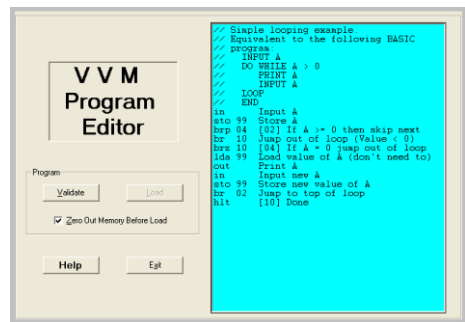 V V M
Program
Editor
Program
Validate
Load
Zero Out Memory Before Load
Help
Exit
// Simple looping example.
// Equivalent to the following BASIC
// program:
// INPUT A
// DO WHILE A > 0
// PRINT A
// INPUT A
// LOOP
// END
in Input A
sto 99 Store A
brp 04 [02] If A >= 0 then skip next
br 10 Jump out of loop (Value < 0)
brz 10 [04] If A = 0 jump out of loop
lda 99 Load value of A (don't need to)
out Print A
in Input new A
sto 99 Store new value of A
br 02 Jump to top of loop
hlt [10] Done